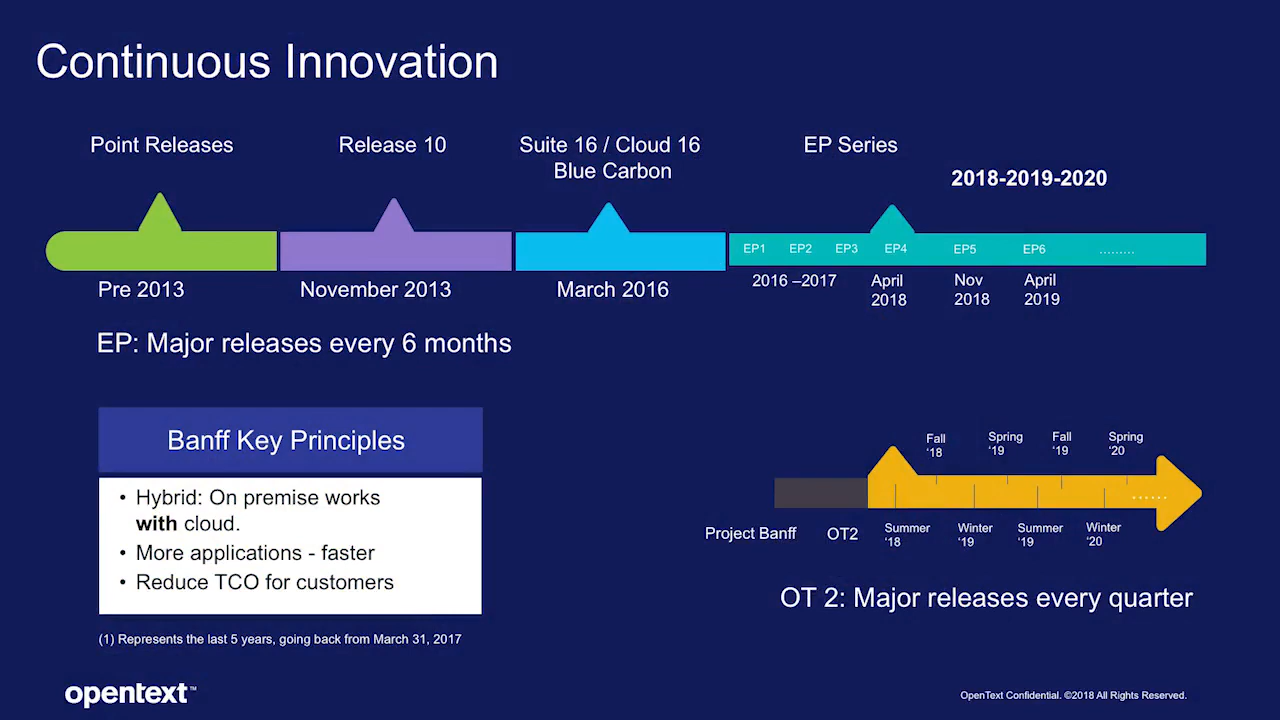 Continuous Innovation
Point Releases
Release 10
Suite 16 / Cloud 16
Blue Carbon
EP Series
2018-2019-2020
EP1 EP2 EP3 EP4 EP5 EP6 .........
Pre 2013
November 2013
March 2016
2016 –2017
April
2018
Nov
2018
April
2019
EP: Major releases every 6 months
Banff Key Principles
• Hybrid: On premise works
with cloud.
• More applications - faster
• Reduce TCO for customers
(1) Represents the last 5 years, going back from March 31, 2017
Fall
‘18
Spring
‘19
Fall
‘19
Spring
‘20
......
Project Banff
OT2
Summer
‘18
Winter
‘19
Summer
‘19
Winter
‘20
OT 2: Major releases every quarter
opentext™
OpenText Confidential. ©2018 All Rights Reserved.